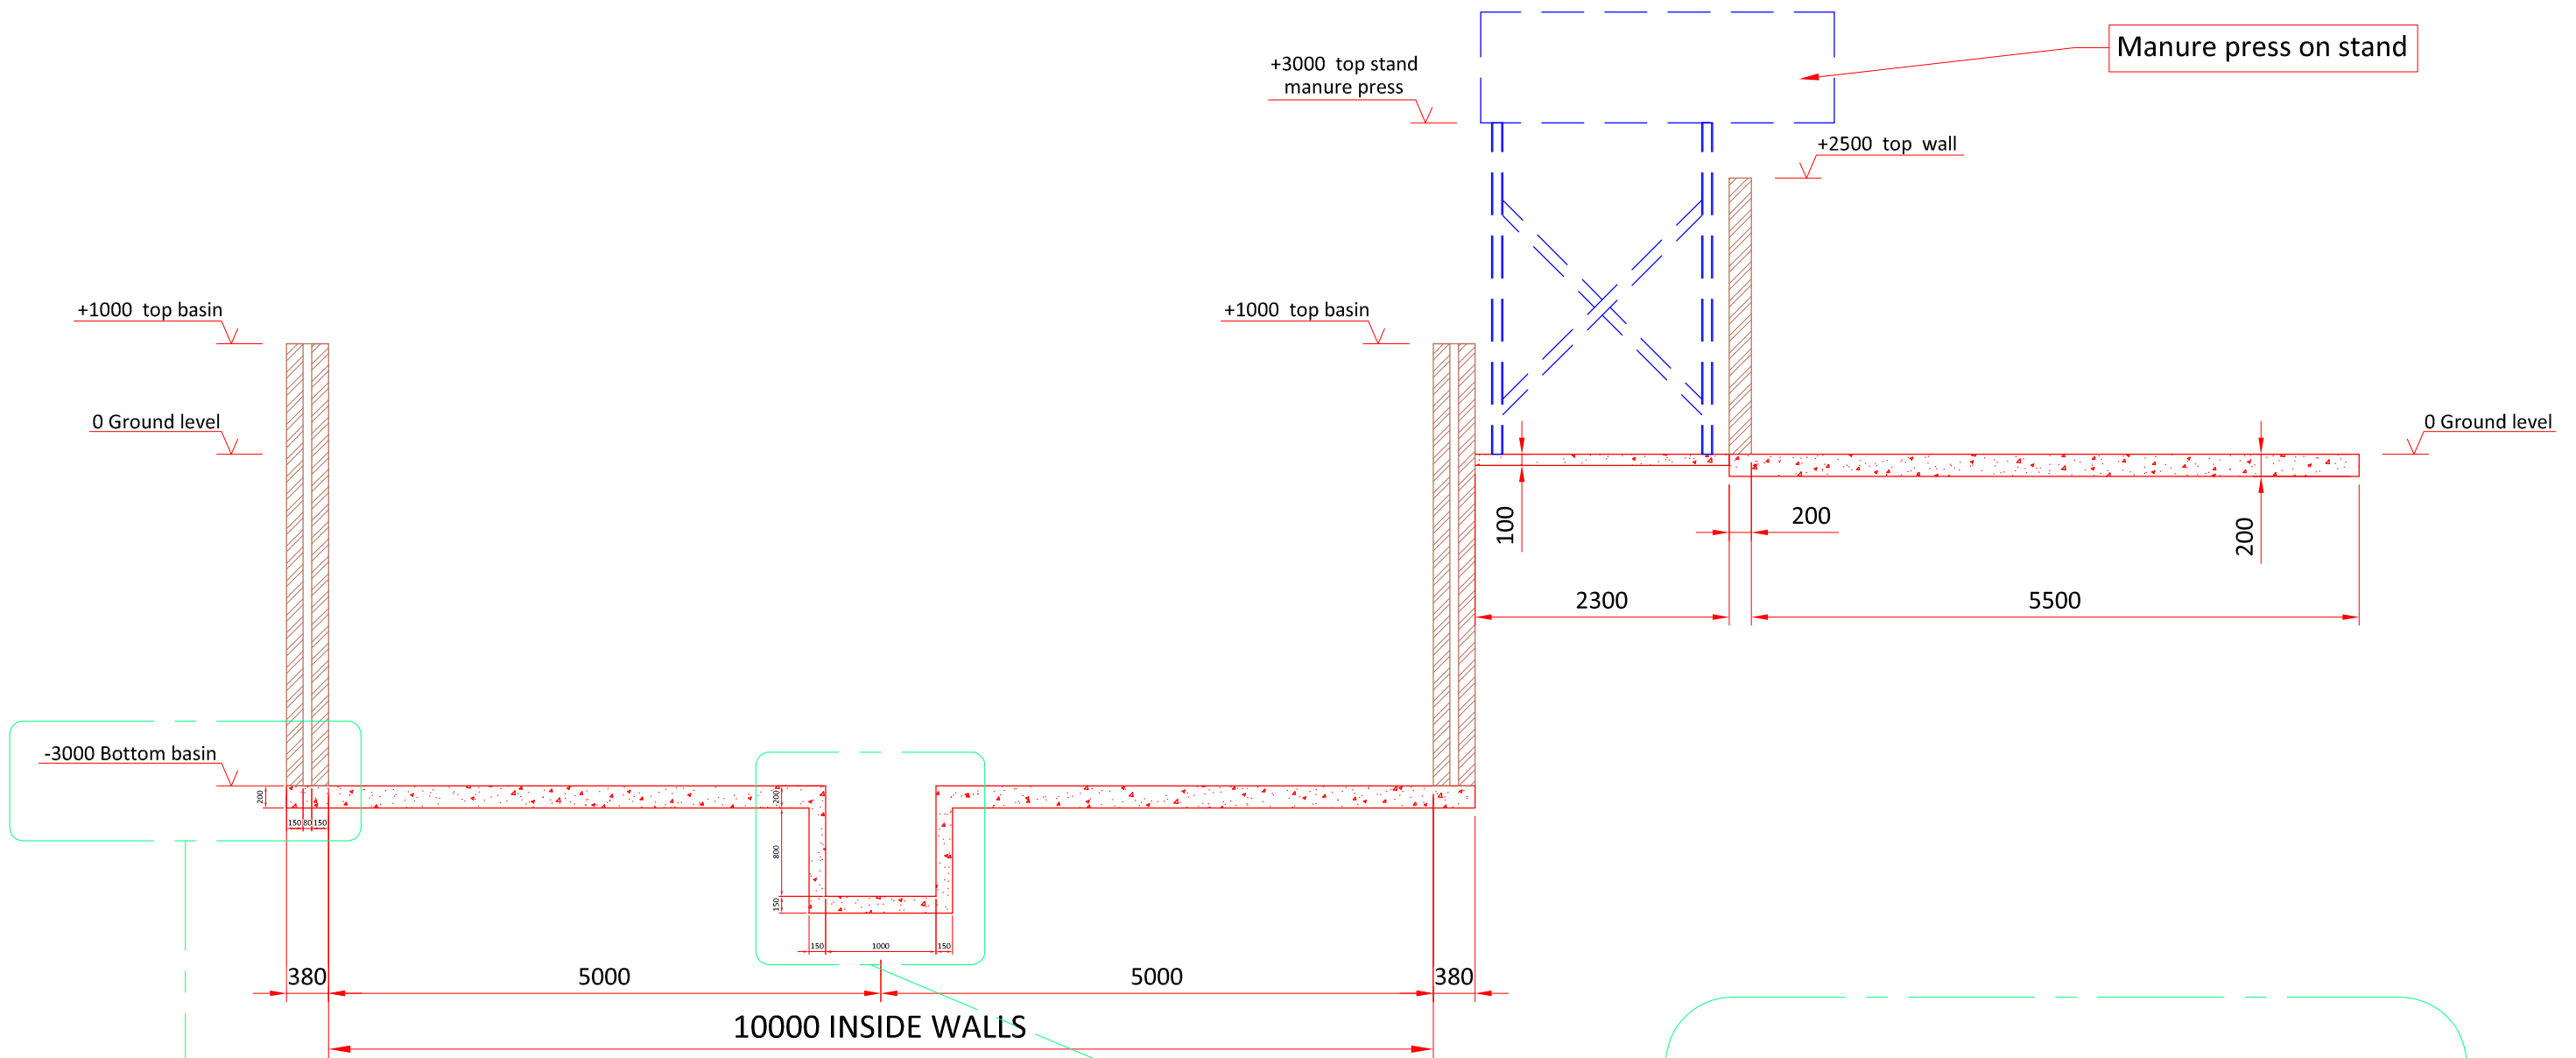 Manure press on stand
+3000 top stand
manure press
+2500 top wall
+1000 top basin
+1000 top basin
0 Ground level
0 Ground level
100
200
200
2300
5500
-3000 Bottom basin
200
200
150 80 150
800
150
150 1000 150
380 5000 5000 380
10000 INSIDE WALLS